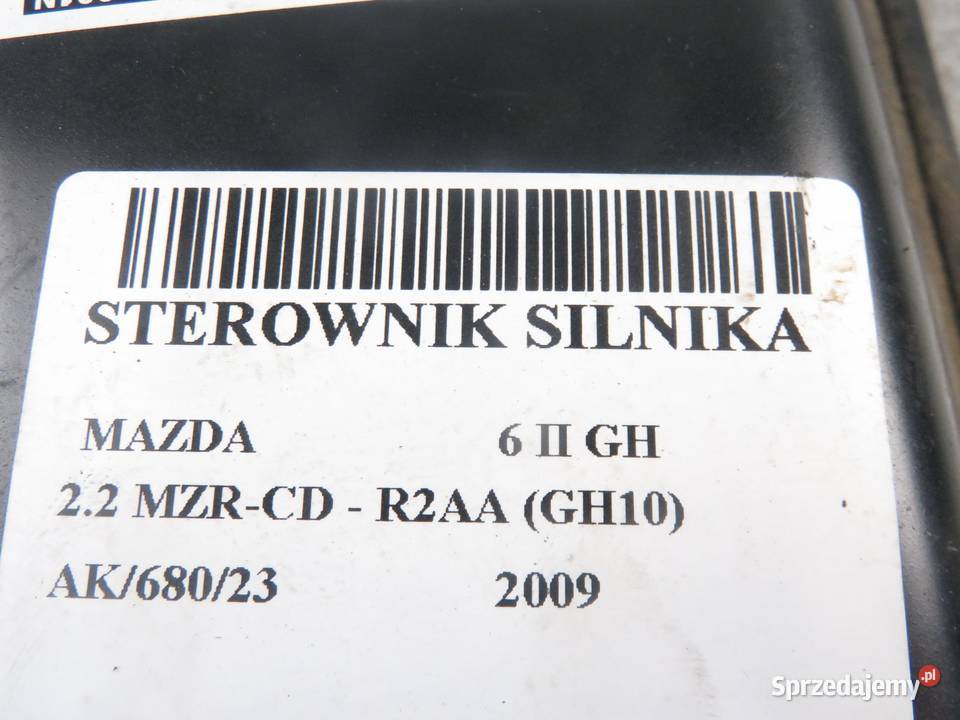 STEROWNIK SILNIKA
MAZDA 6 II GH
2.2 MZR-CD - R2AA (GH10)
AK/680/23 2009
Sprzedajemy.pl